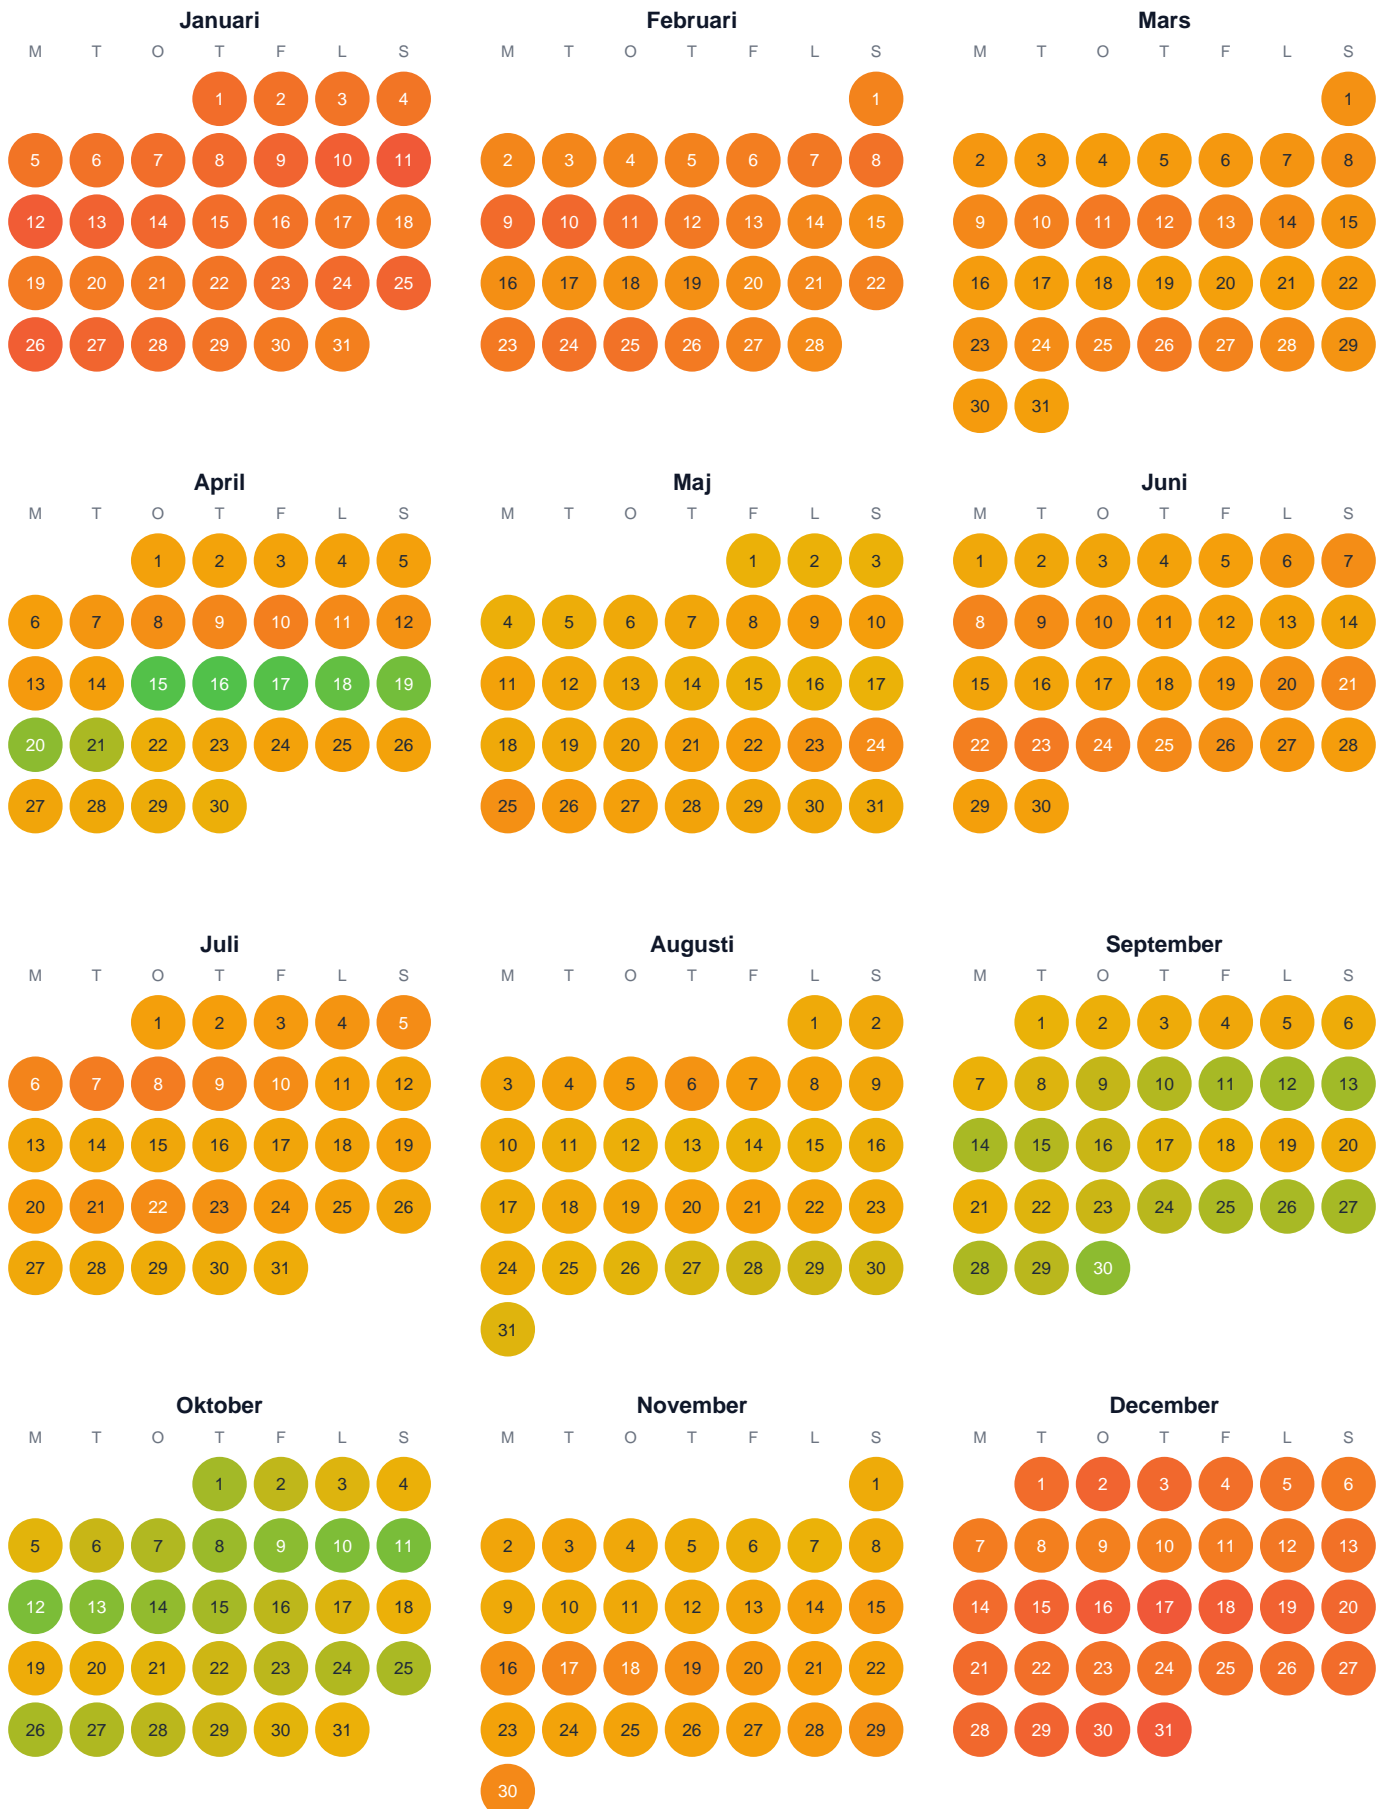 Januari Februari Mars
M T O T F L S M T O T F L S M T O T F L S
1 2 3 4 1 1
5 6 7 8 9 10 11 2 3 4 5 6 7 8 2 3 4 5 6 7 8
12 13 14 15 16 17 18 9 10 11 12 13 14 15 9 10 11 12 13 14 15
19 20 21 22 23 24 25 16 17 18 19 20 21 22 16 17 18 19 20 21 22
26 27 28 29 30 31 23 24 25 26 27 28 23 24 25 26 27 28 29
30 31
April Maj Juni
M T O T F L S M T O T F L S M T O T F L S
1 2 3 4 5 1 2 3 1 2 3 4 5 6 7
6 7 8 9 10 11 12 4 5 6 7 8 9 10 8 9 10 11 12 13 14
13 14 15 16 17 18 19 11 12 13 14 15 16 17 15 16 17 18 19 20 21
20 21 22 23 24 25 26 18 19 20 21 22 23 24 22 23 24 25 26 27 28
27 28 29 30 25 26 27 28 29 30 31 29 30
Juli Augusti September
M T O T F L S M T O T F L S M T O T F L S
1 2 3 4 5 1 2 1 2 3 4 5 6
6 7 8 9 10 11 12 3 4 5 6 7 8 9 7 8 9 10 11 12 13
13 14 15 16 17 18 19 10 11 12 13 14 15 16 14 15 16 17 18 19 20
20 21 22 23 24 25 26 17 18 19 20 21 22 23 21 22 23 24 25 26 27
27 28 29 30 31 24 25 26 27 28 29 30 28 29 30
31
Oktober November December
M T O T F L S M T O T F L S M T O T F L S
1 2 3 4 1 1 2 3 4 5 6
5 6 7 8 9 10 11 2 3 4 5 6 7 8 7 8 9 10 11 12 13
12 13 14 15 16 17 18 9 10 11 12 13 14 15 14 15 16 17 18 19 20
19 20 21 22 23 24 25 16 17 18 19 20 21 22 21 22 23 24 25 26 27
26 27 28 29 30 31 23 24 25 26 27 28 29 28 29 30 31
30